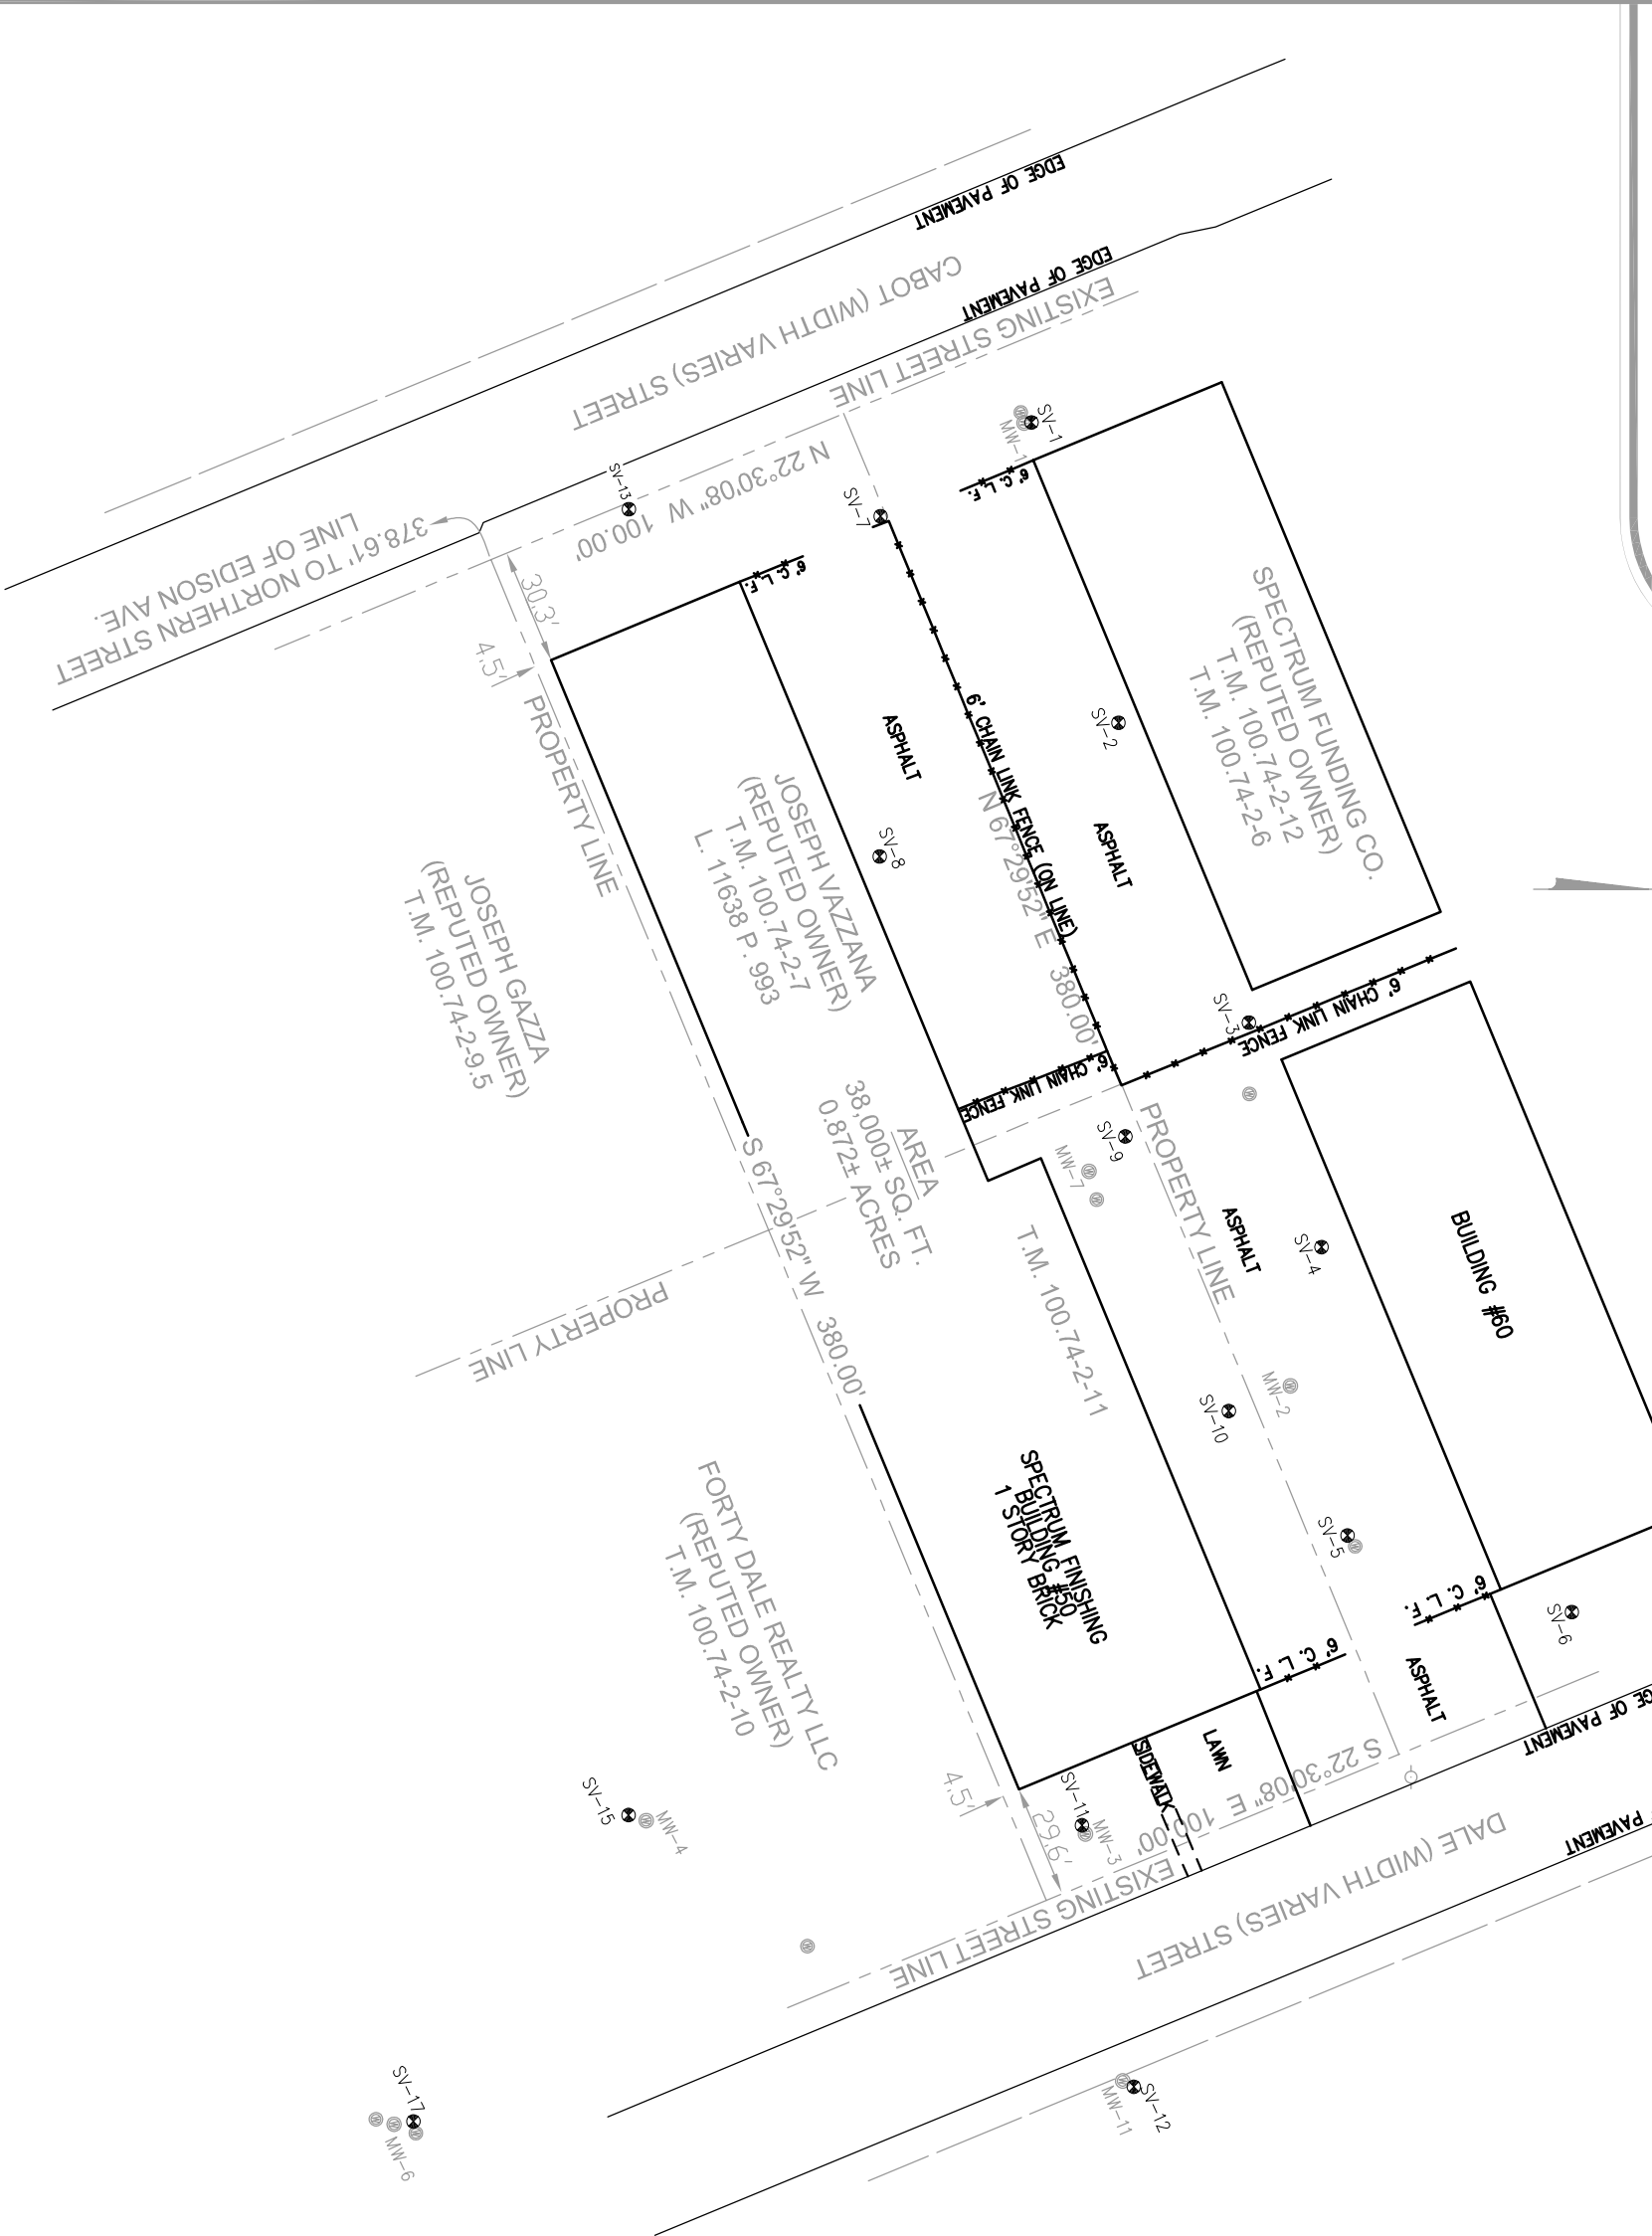 EDGE OF PAVEMENT
CABOT (WIDTH VARIES) STREET
EDGE OF PAVEMENT
EXISTING STREET LINE
N 22°30'08" W 100.00'
378.61' TO NORTHERN STREET
LINE OF EDISON AVE.
SV-13
SV-1
MW-1
6' C. L. F.
SV-7
30.3'
4.5'
6' C. L. F.
PROPERTY LINE
ASPHALT
6' CHAIN LINK FENCE (ON LINE)
N 67°29'52" E 380.00'
SV-2
ASPHALT
SPECTRUM FUNDING CO.
(REPUTED OWNER)
T.M. 100.74-2-12
T.M. 100.74-2-6
JOSEPH VAZZANA
(REPUTED OWNER)
T.M. 100.74-2-7
L. 11638 P. 993
SV-8
JOSEPH GAZZA
(REPUTED OWNER)
T.M. 100.74-2-9.5
SV-3
6' CHAIN LINK FENCE
6' CHAIN LINK FENCE
AREA
38,000± SQ. FT.
0.872± ACRES
S 67°29'52" W 380.00'
PROPERTY LINE
SV-9
MW-7
PROPERTY LINE
ASPHALT
SV-4
BUILDING #60
T.M. 100.74-2-11
MW-2
SV-10
SV-5
SPECTRUM FINISHING
BUILDING #50
1 STORY BRICK
FORTY DALE REALTY LLC
(REPUTED OWNER)
T.M. 100.74-2-10
6' C. L. F.
6' C. L. F.
SV-6
ASPHALT
LAWN
SIDEWALK
S 22°30'08" E 100.00'
OF PAVEMENT
4.5'
29.6'
SV-11
MW-3
SV-15
MW-4
EXISTING STREET LINE
DALE (WIDTH VARIES) STREET
PAVEMENT
SV-12
MW-11
SV-17
MW-6